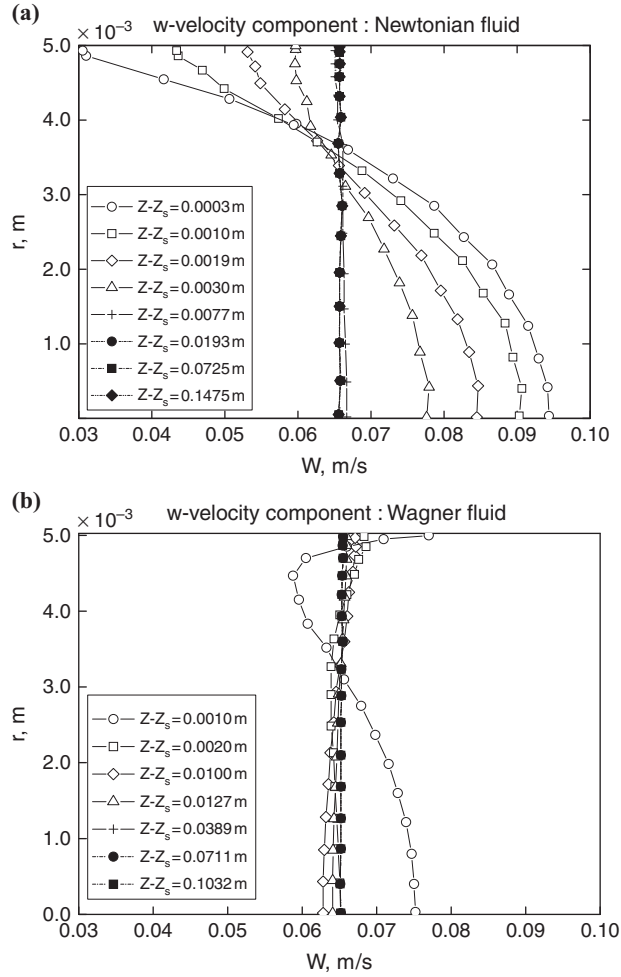 (a)
w-velocity component : Newtonian fluid
× 10⁻³
5.0
4.0
3.0
2.0
1.0
r, m
Z-Zₛ=0.0003 m
Z-Zₛ=0.0010 m
Z-Zₛ=0.0019 m
Z-Zₛ=0.0030 m
Z-Zₛ=0.0077 m
Z-Zₛ=0.0193 m
Z-Zₛ=0.0725 m
Z-Zₛ=0.1475 m
0.03 0.04 0.05 0.06 0.07 0.08 0.09 0.10
W, m/s
(b)
w-velocity component : Wagner fluid
× 10⁻³
5.0
4.0
3.0
2.0
1.0
0.0
r, m
Z-Zₛ=0.0010 m
Z-Zₛ=0.0020 m
Z-Zₛ=0.0100 m
Z-Zₛ=0.0127 m
Z-Zₛ=0.0389 m
Z-Zₛ=0.0711 m
Z-Zₛ=0.1032 m
0.03 0.04 0.05 0.06 0.07 0.08 0.09 0.10
W, m/s